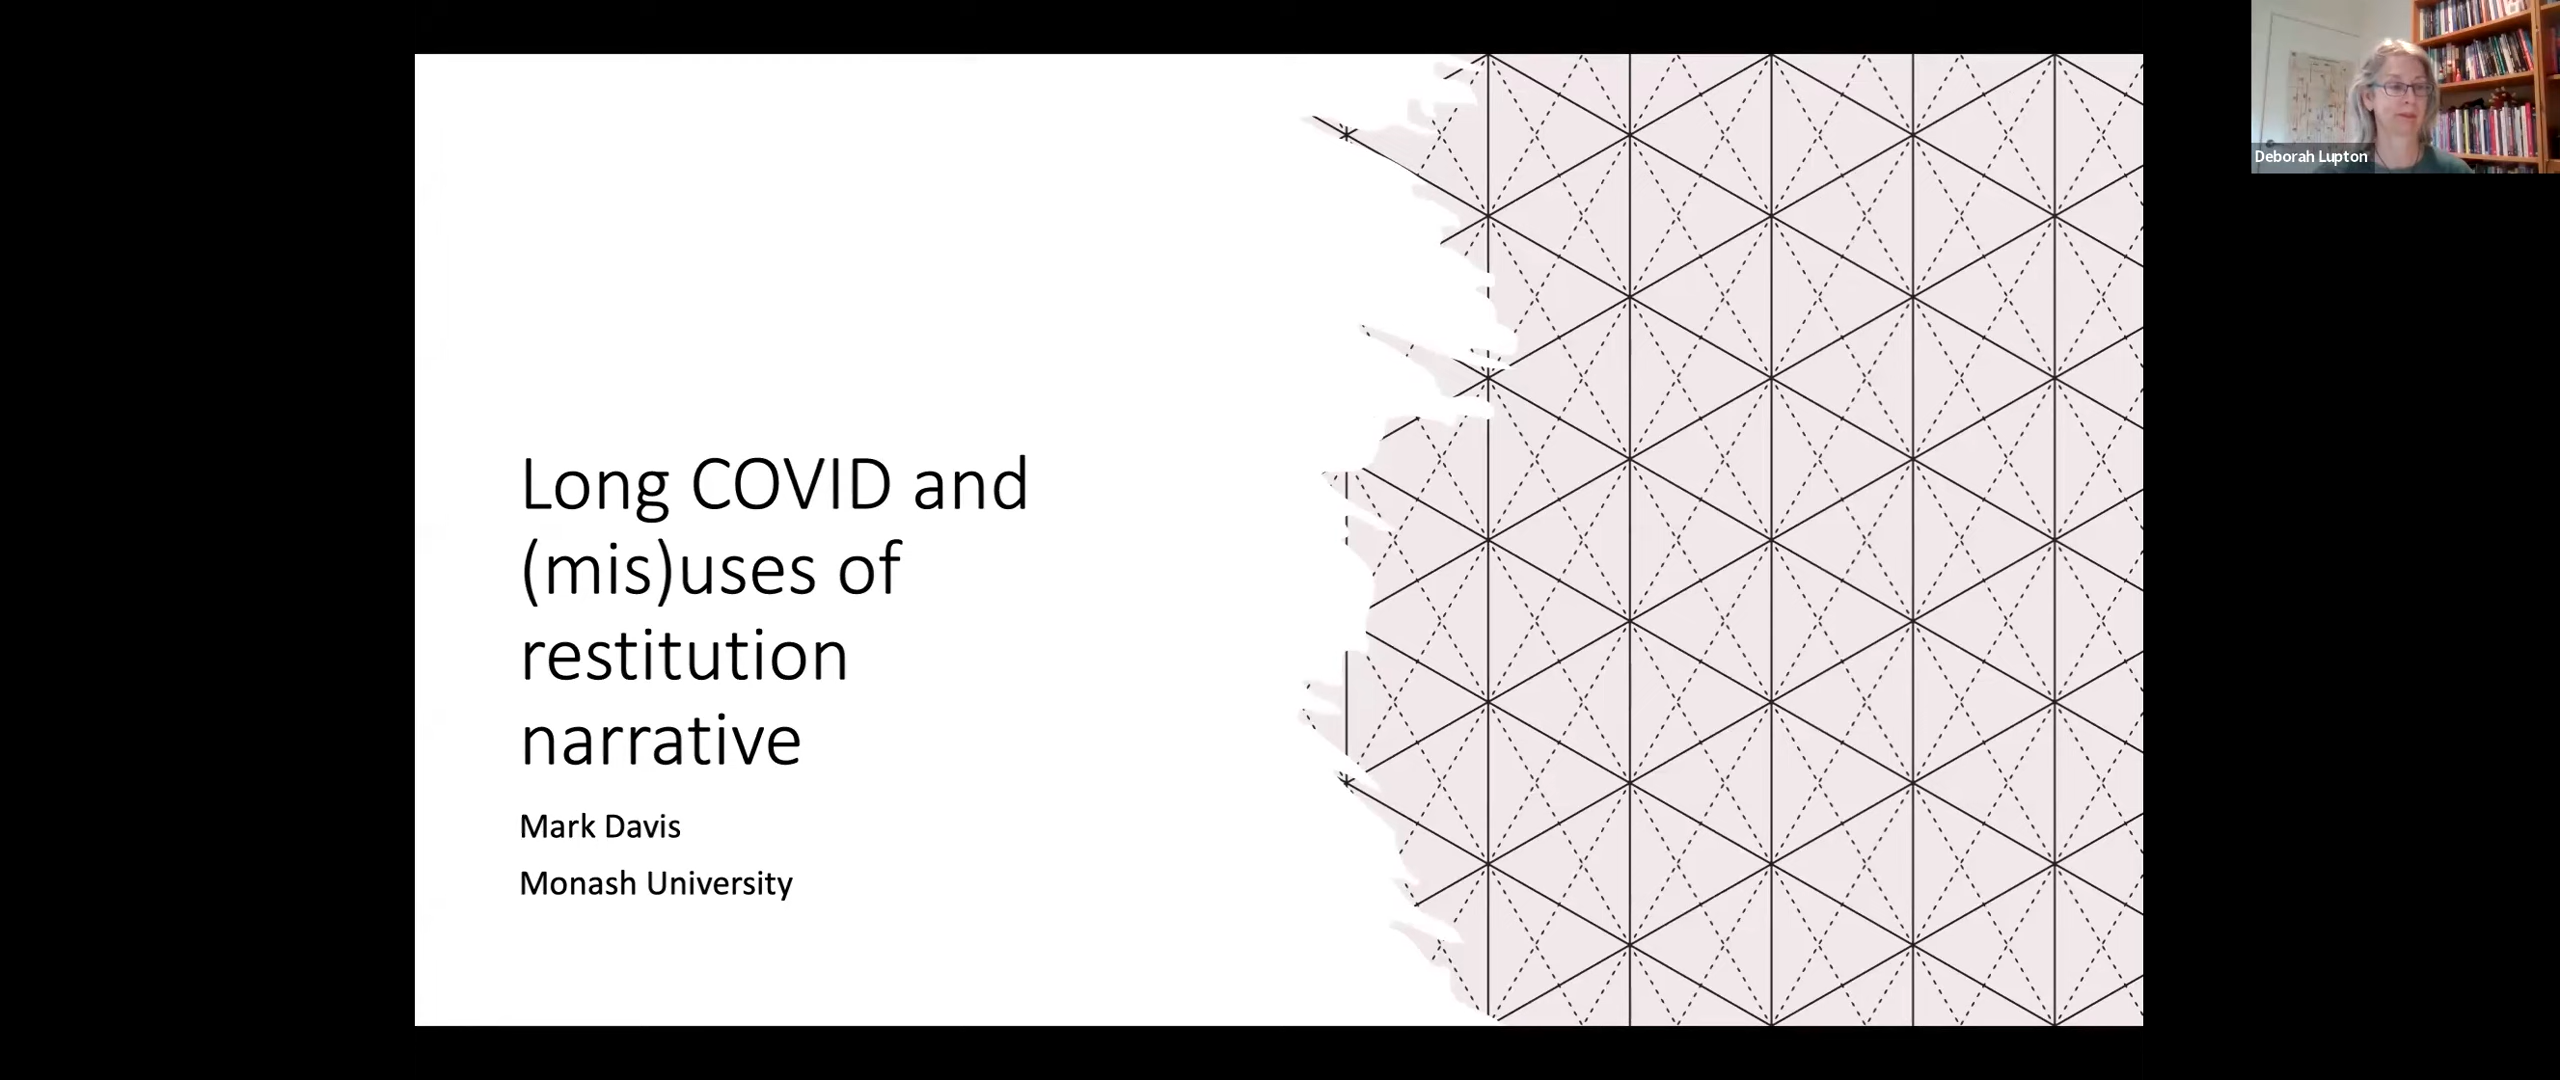 Long COVID and
(mis)uses of
restitution
narrative
Mark Davis
Monash University
Deborah Lupton